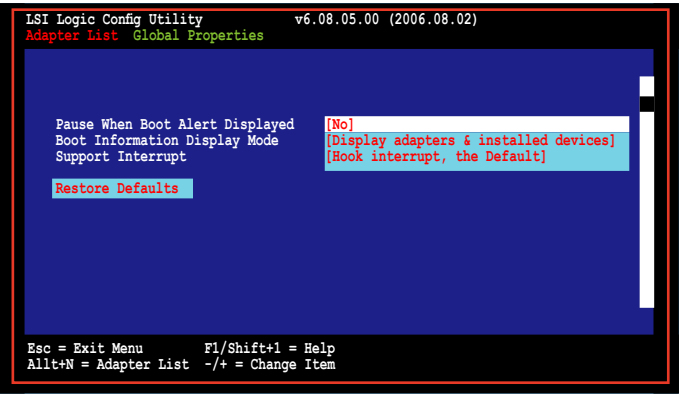 LSI Logic Config Utility v6.08.05.00 (2006.08.02)
Adapter List Global Properties
Pause When Boot Alert Displayed [No]
Boot Information Display Mode [Display adapters & installed devices]
Support Interrupt [Hook interrupt, the Default]
Restore Defaults
Esc = Exit Menu F1/Shift+1 = Help
Allt+N = Adapter List -/+ = Change Item